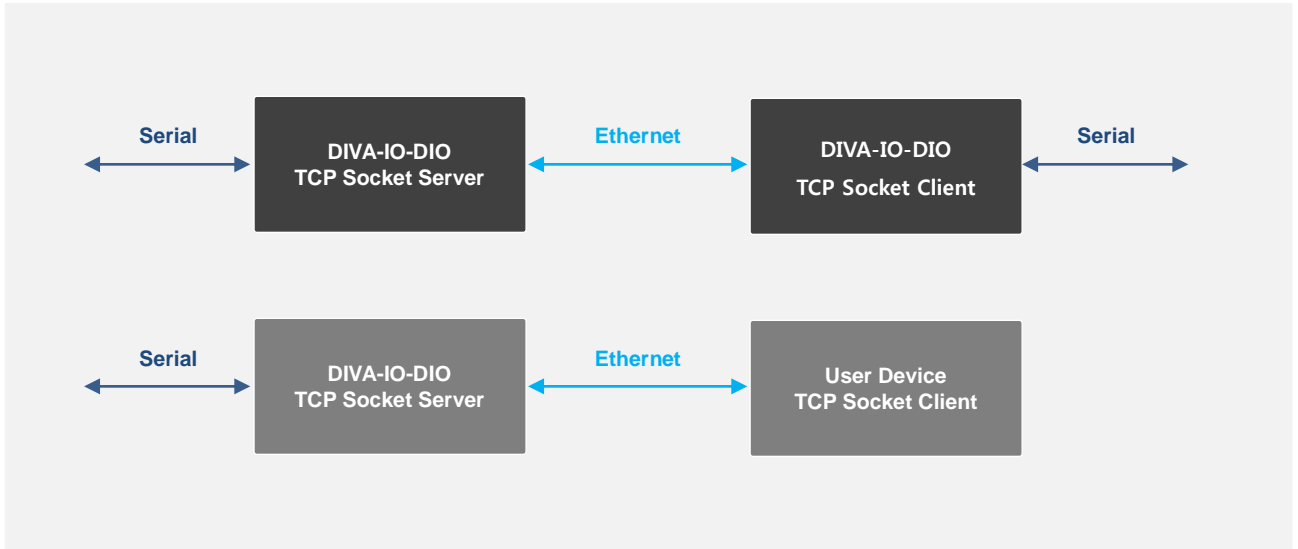 Serial
DIVA-IO-DIO
TCP Socket Server
Ethernet
DIVA-IO-DIO
TCP Socket Client
Serial
Serial
DIVA-IO-DIO
TCP Socket Server
Ethernet
User Device
TCP Socket Client